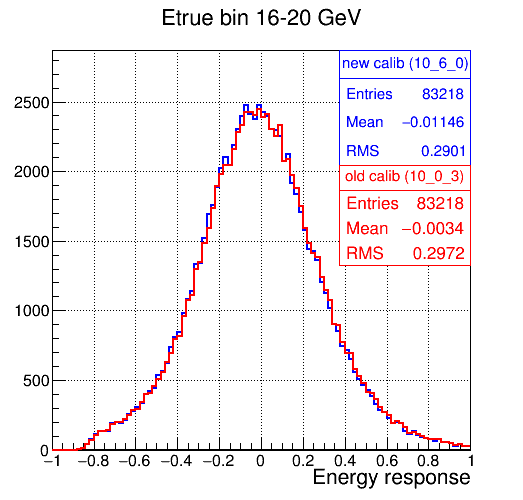 Etrue bin 16-20 GeV
new calib (10_6_0)
Entries 83218
Mean −0.01146
RMS 0.2901
old calib (10_0_3)
Entries 83218
Mean −0.0034
RMS 0.2972
2500
2000
1500
1000
500
0
−1 −0.8 −0.6 −0.4 −0.2 0 0.2 0.4 0.6 0.8 1
Energy response